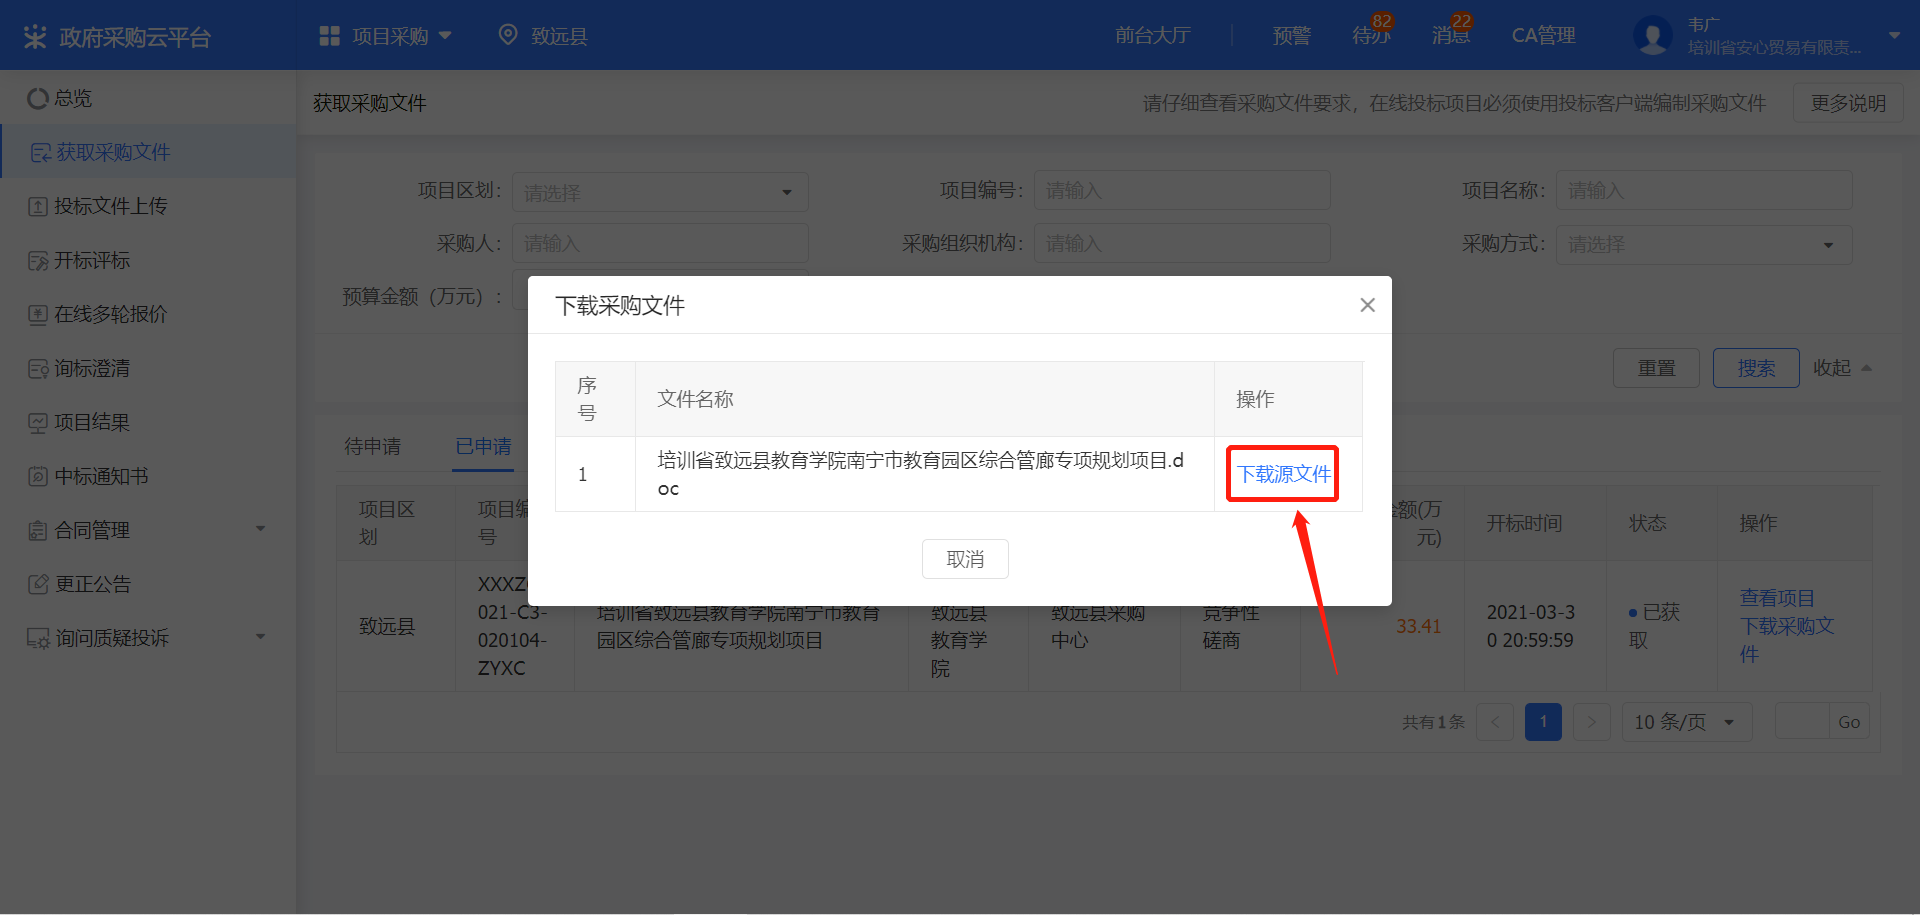 政府采购云平台
项目采购
致远县
前台大厅
预警
待办
82
消息
22
CA管理
韦广
培训省安心贸易有限责...
总览
获取采购文件
投标文件上传
开标评标
在线多轮报价
询标澄清
项目结果
中标通知书
合同管理
更正公告
询问质疑投诉
获取采购文件
请仔细查看采购文件要求，在线投标项目必须使用投标客户端编制采购文件
更多说明
项目区划：
请选择
项目编号：
请输入
项目名称：
请输入
采购人：
请输入
采购组织机构：
请输入
采购方式：
请选择
预算金额（万元）：
重置
搜索
收起
待申请
已申请
下载采购文件
序
号
文件名称
操作
1
培训省致远县教育学院南宁市教育园区综合管廊专项规划项目.d
oc
下载源文件
取消
项目区
划
项目编
号
金额(万
元)
开标时间
状态
操作
致远县
XXXZ
021-C3-
020104-
ZYXC
培训省致远县教育学院南宁市教育
园区综合管廊专项规划项目
致远县
教育学
院
致远县采购
中心
竞争性
磋商
33.41
2021-03-3
0 20:59:59
已获
取
查看项目
下载采购文
件
共有1条
<
1
>
10 条/页
Go